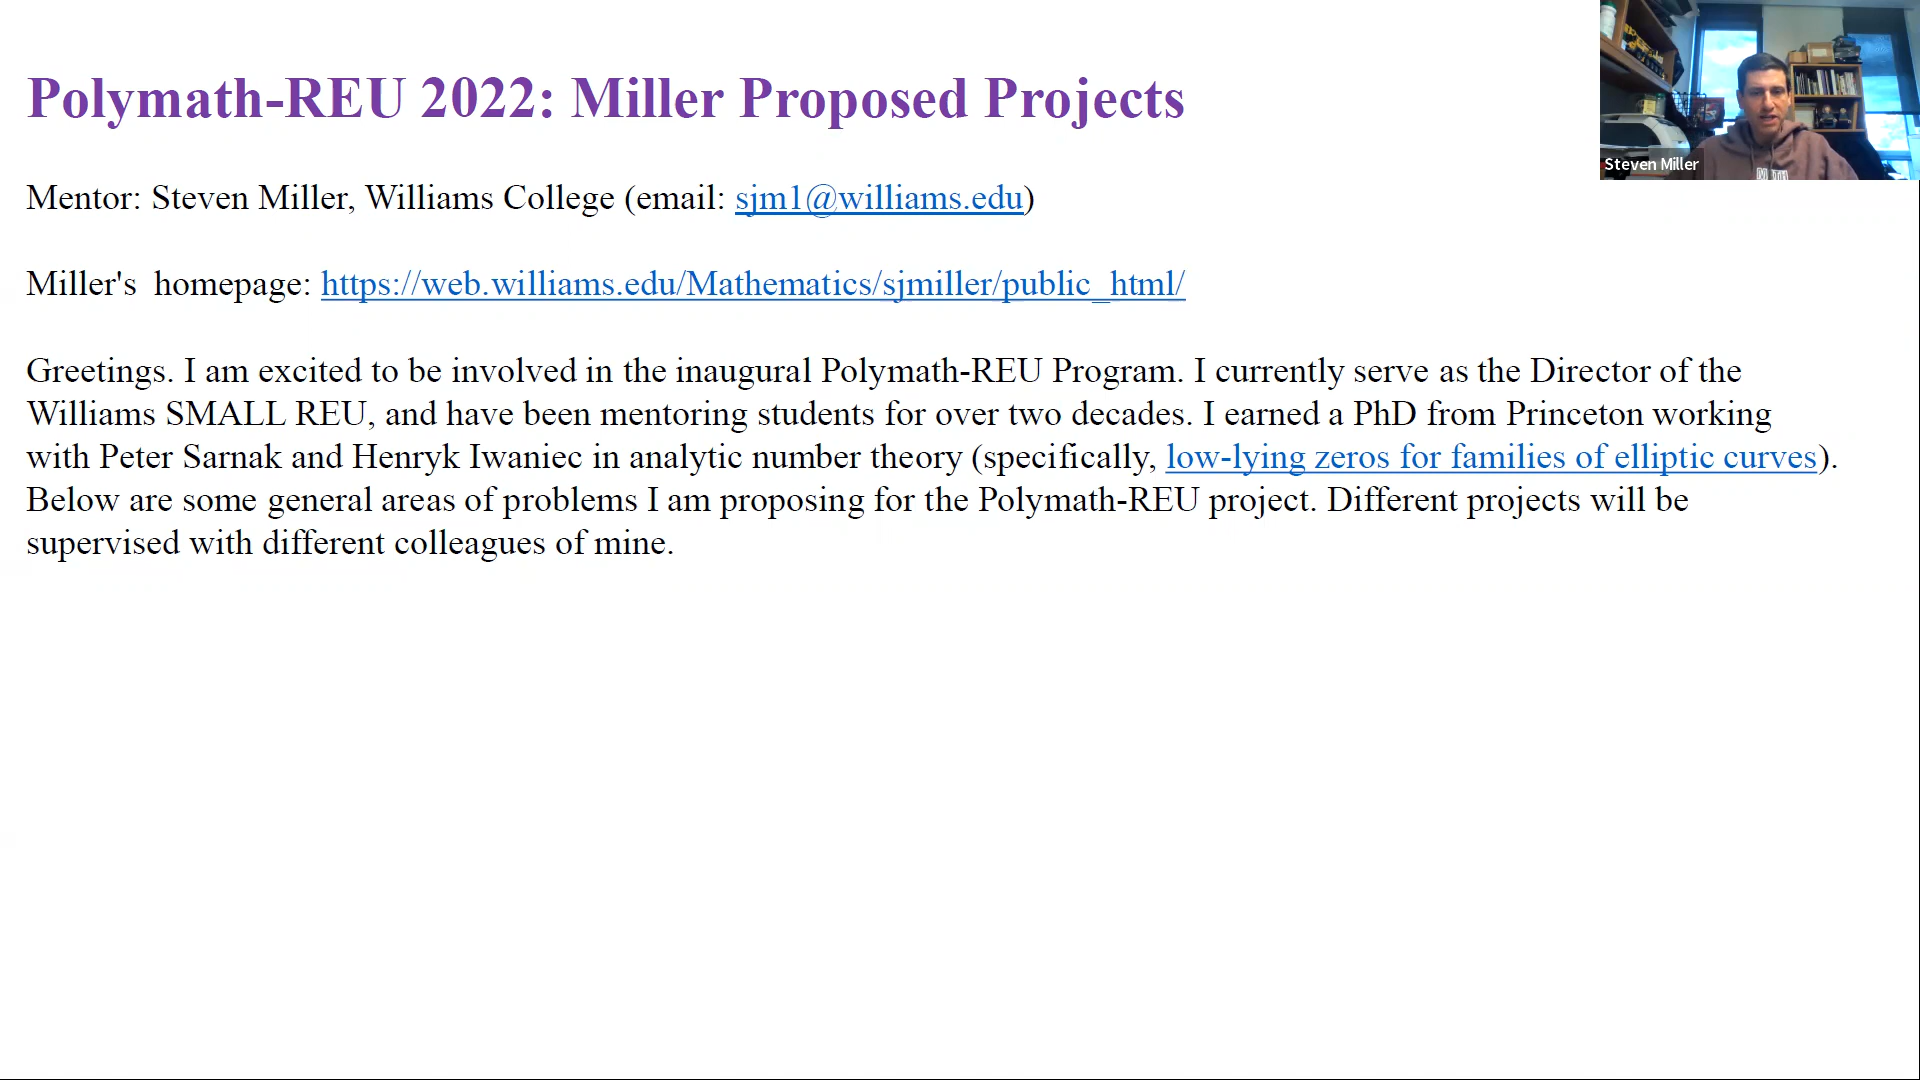 Polymath-REU 2022: Miller Proposed Projects
Steven Miller
Mentor: Steven Miller, Williams College (email: sjm1@williams.edu)
Miller's homepage: https://web.williams.edu/Mathematics/sjmiller/public_html/
Greetings. I am excited to be involved in the inaugural Polymath-REU Program. I currently serve as the Director of the
Williams SMALL REU, and have been mentoring students for over two decades. I earned a PhD from Princeton working
with Peter Sarnak and Henryk Iwaniec in analytic number theory (specifically, low-lying zeros for families of elliptic curves).
Below are some general areas of problems I am proposing for the Polymath-REU project. Different projects will be
supervised with different colleagues of mine.